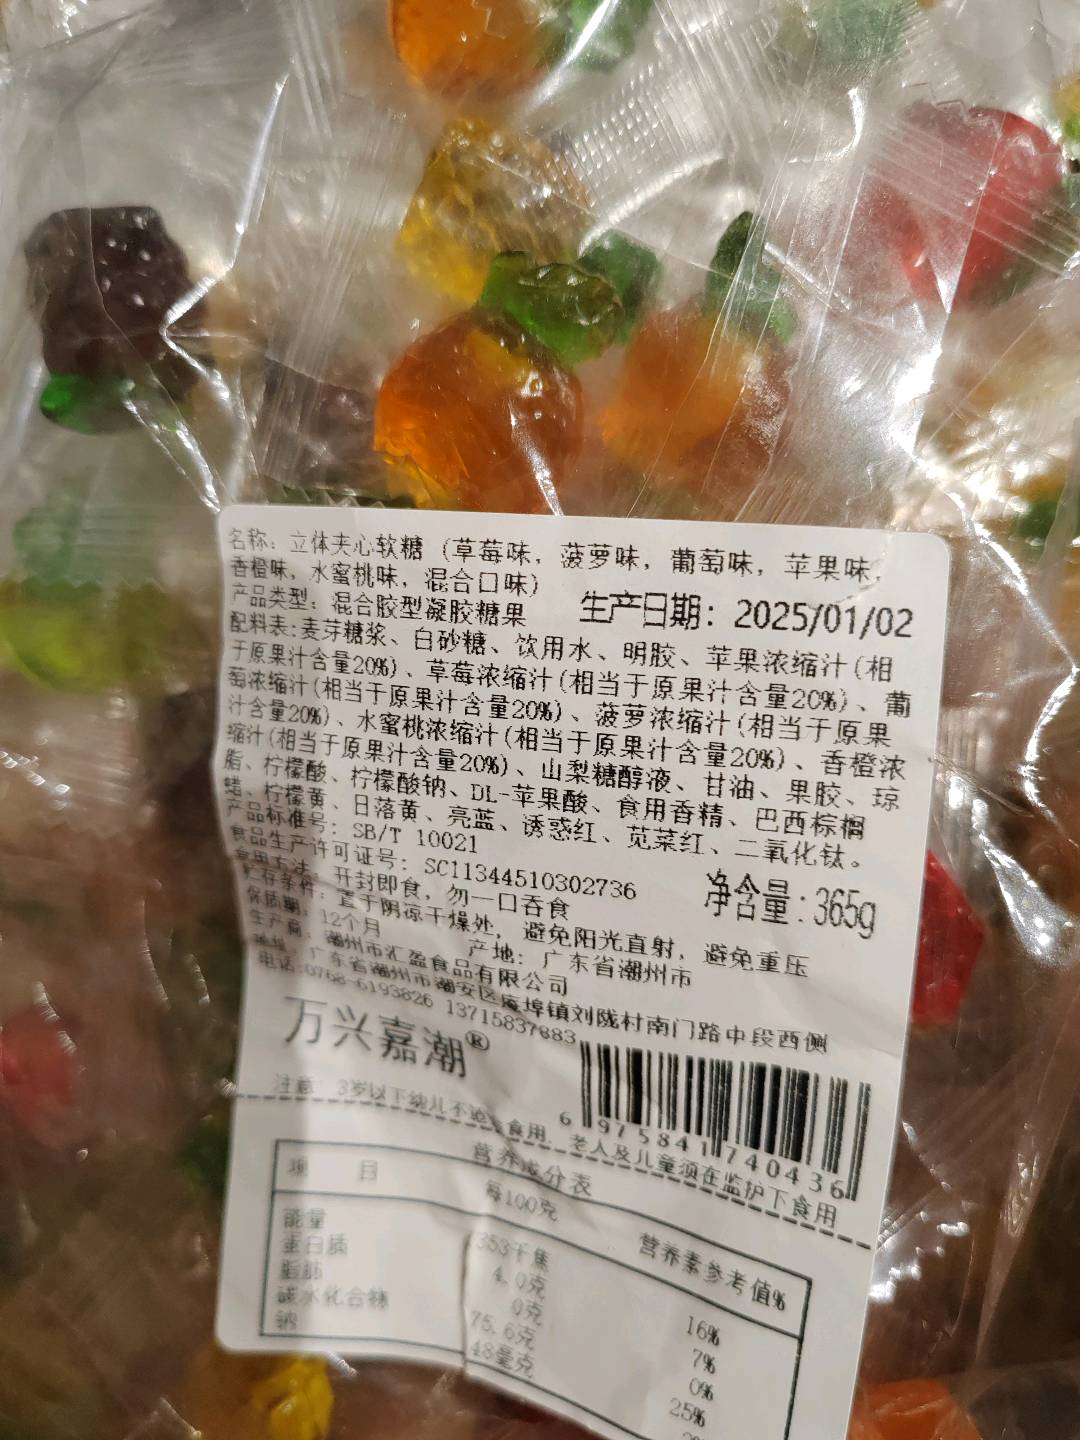 名称：立体夹心软糖（草莓味，菠萝味，葡萄味，苹果味，
香橙味，水蜜桃味，混合口味）
产品类型：混合胶型凝胶糖果
生产日期：2025/01/02
配料表：麦芽糖浆、白砂糖、饮用水、明胶、苹果浓缩汁（相
于原果汁含量20%）、草莓浓缩汁（相当于原果汁含量20%）、葡
萄浓缩汁（相当于原果汁含量20%）、菠萝浓缩汁（相当于原果
汁含量20%）、水蜜桃浓缩汁（相当于原果汁含量20%）、香橙浓
缩汁（相当于原果汁含量20%）、山梨糖醇液、甘油、果胶、琼
脂、柠檬酸、柠檬酸钠、DL-苹果酸、食用香精、巴西棕榈
蜡、柠檬黄、日落黄、亮蓝、诱惑红、苋菜红、二氧化钛。
产品标准号：SB/T 10021
食品生产许可证号：SC11344510302736
净含量：365g
食用方法：开封即食，勿一口吞食
贮存条件：置于阴凉干燥处，避免阳光直射，避免重压
保质期：12个月
产地：广东省潮州市
生产商：潮州市汇盈食品有限公司
地址：广东省潮州市潮安区庵埠镇刘陇村南门路中段西侧
电话：0768-6193826 13715837683
万兴嘉潮®
6 975841 740436
注意：3岁以下幼儿不适宜食用，老人及儿童须在监护下食用
营养成分表
项 目 每100克 营养素参考值%
能量 353千焦 16%
蛋白质 4.0克 7%
脂肪 0克 0%
碳水化合物 75.6克 25%
钠 48毫克